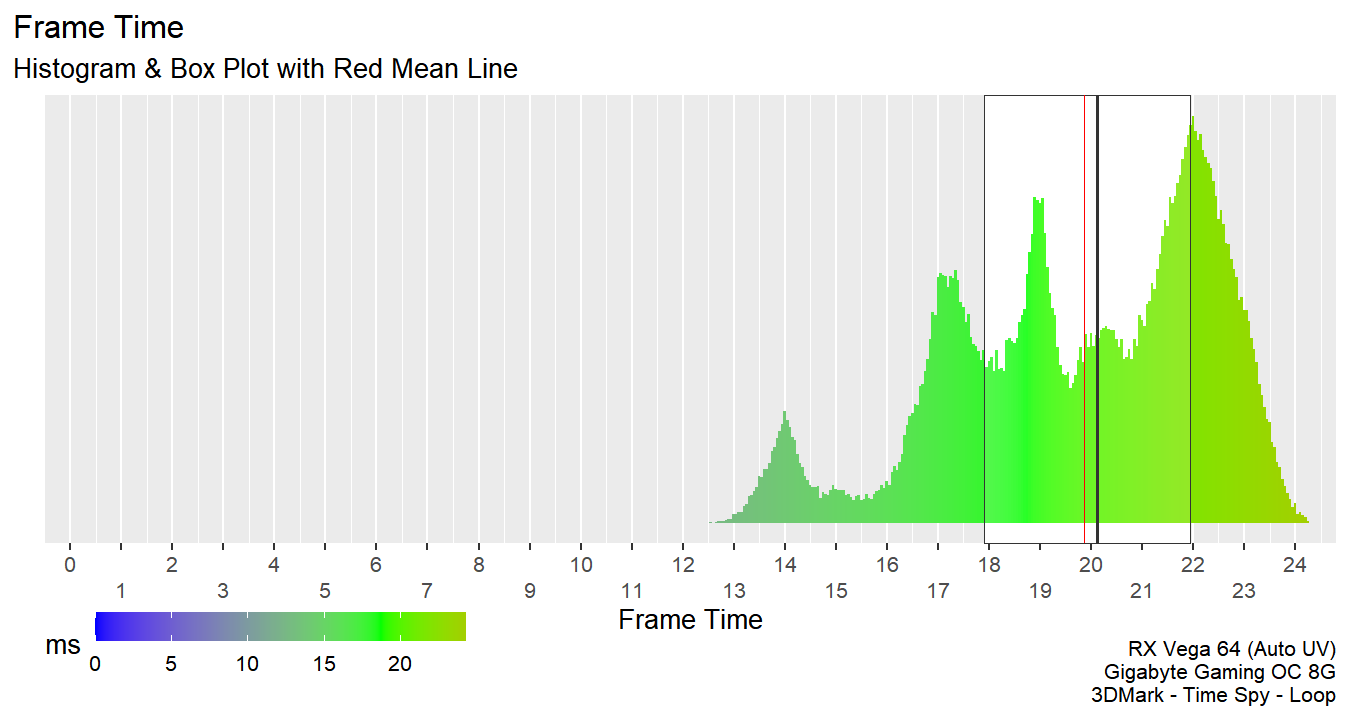 Frame Time
Histogram & Box Plot with Red Mean Line
0 2 4 6 8 10 12 14 16 18 20 22 24
1 3 5 7 9 11 13 15 17 19 21 23
Frame Time
ms
0 5 10 15 20
RX Vega 64 (Auto UV)
Gigabyte Gaming OC 8G
3DMark - Time Spy - Loop